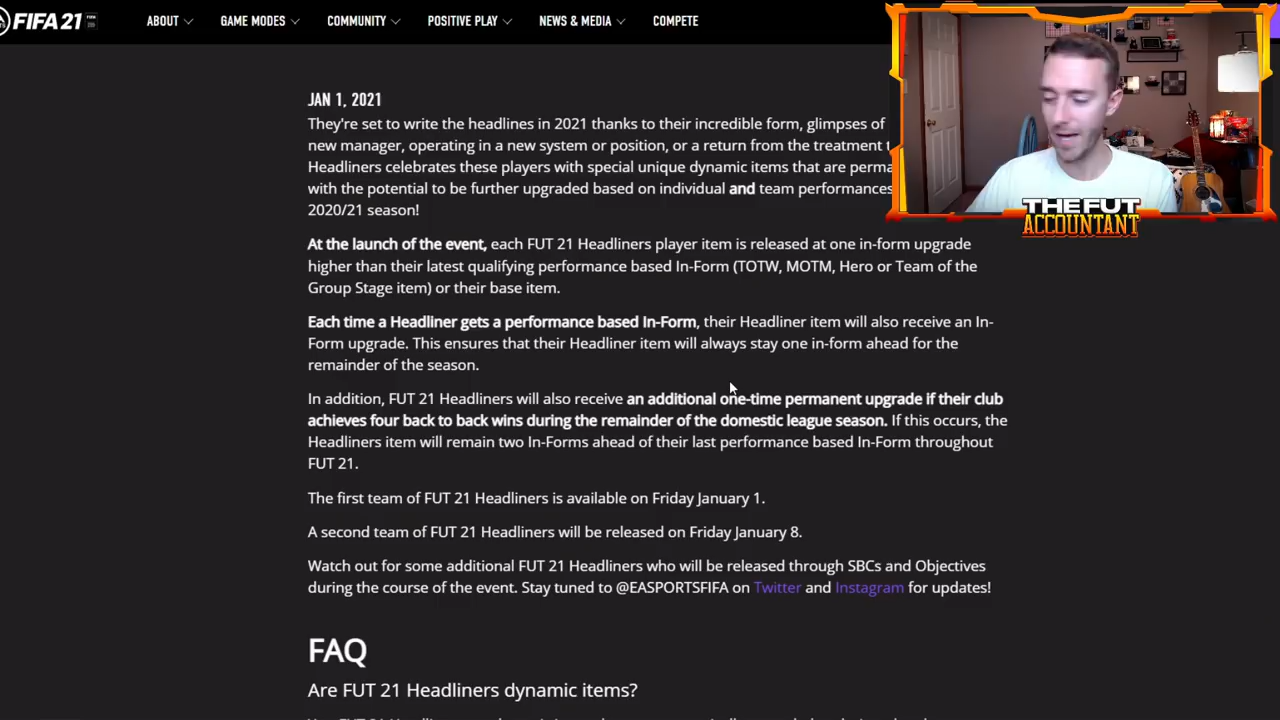 FIFA 21
ABOUT GAME MODES COMMUNITY POSITIVE PLAY NEWS & MEDIA COMPETE
JAN 1, 2021
They're set to write the headlines in 2021 thanks to their incredible form, glimpses of
new manager, operating in a new system or position, or a return from the treatment
Headliners celebrates these players with special unique dynamic items that are
with the potential to be further upgraded based on individual and team performances
2020/21 season!
THE FUT
ACCOUNTANT
At the launch of the event, each FUT 21 Headliners player item is released at one in-form upgrade
higher than their latest qualifying performance based In-Form (TOTW, MOTM, Hero or Team of the
Group Stage item) or their base item.
Each time a Headliner gets a performance based In-Form, their Headliner item will also receive an In-
Form upgrade. This ensures that their Headliner item will always stay one in-form ahead for the
remainder of the season.
In addition, FUT 21 Headliners will also receive an additional one-time permanent upgrade if their club
achieves four back to back wins during the remainder of the domestic league season. If this occurs, the
Headliners item will remain two In-Forms ahead of their last performance based In-Form throughout
FUT 21.
The first team of FUT 21 Headliners is available on Friday January 1.
A second team of FUT 21 Headliners will be released on Friday January 8.
Watch out for some additional FUT 21 Headliners who will be released through SBCs and Objectives
during the course of the event. Stay tuned to @EASPORTSFIFA on Twitter and Instagram for updates!
FAQ
Are FUT 21 Headliners dynamic items?